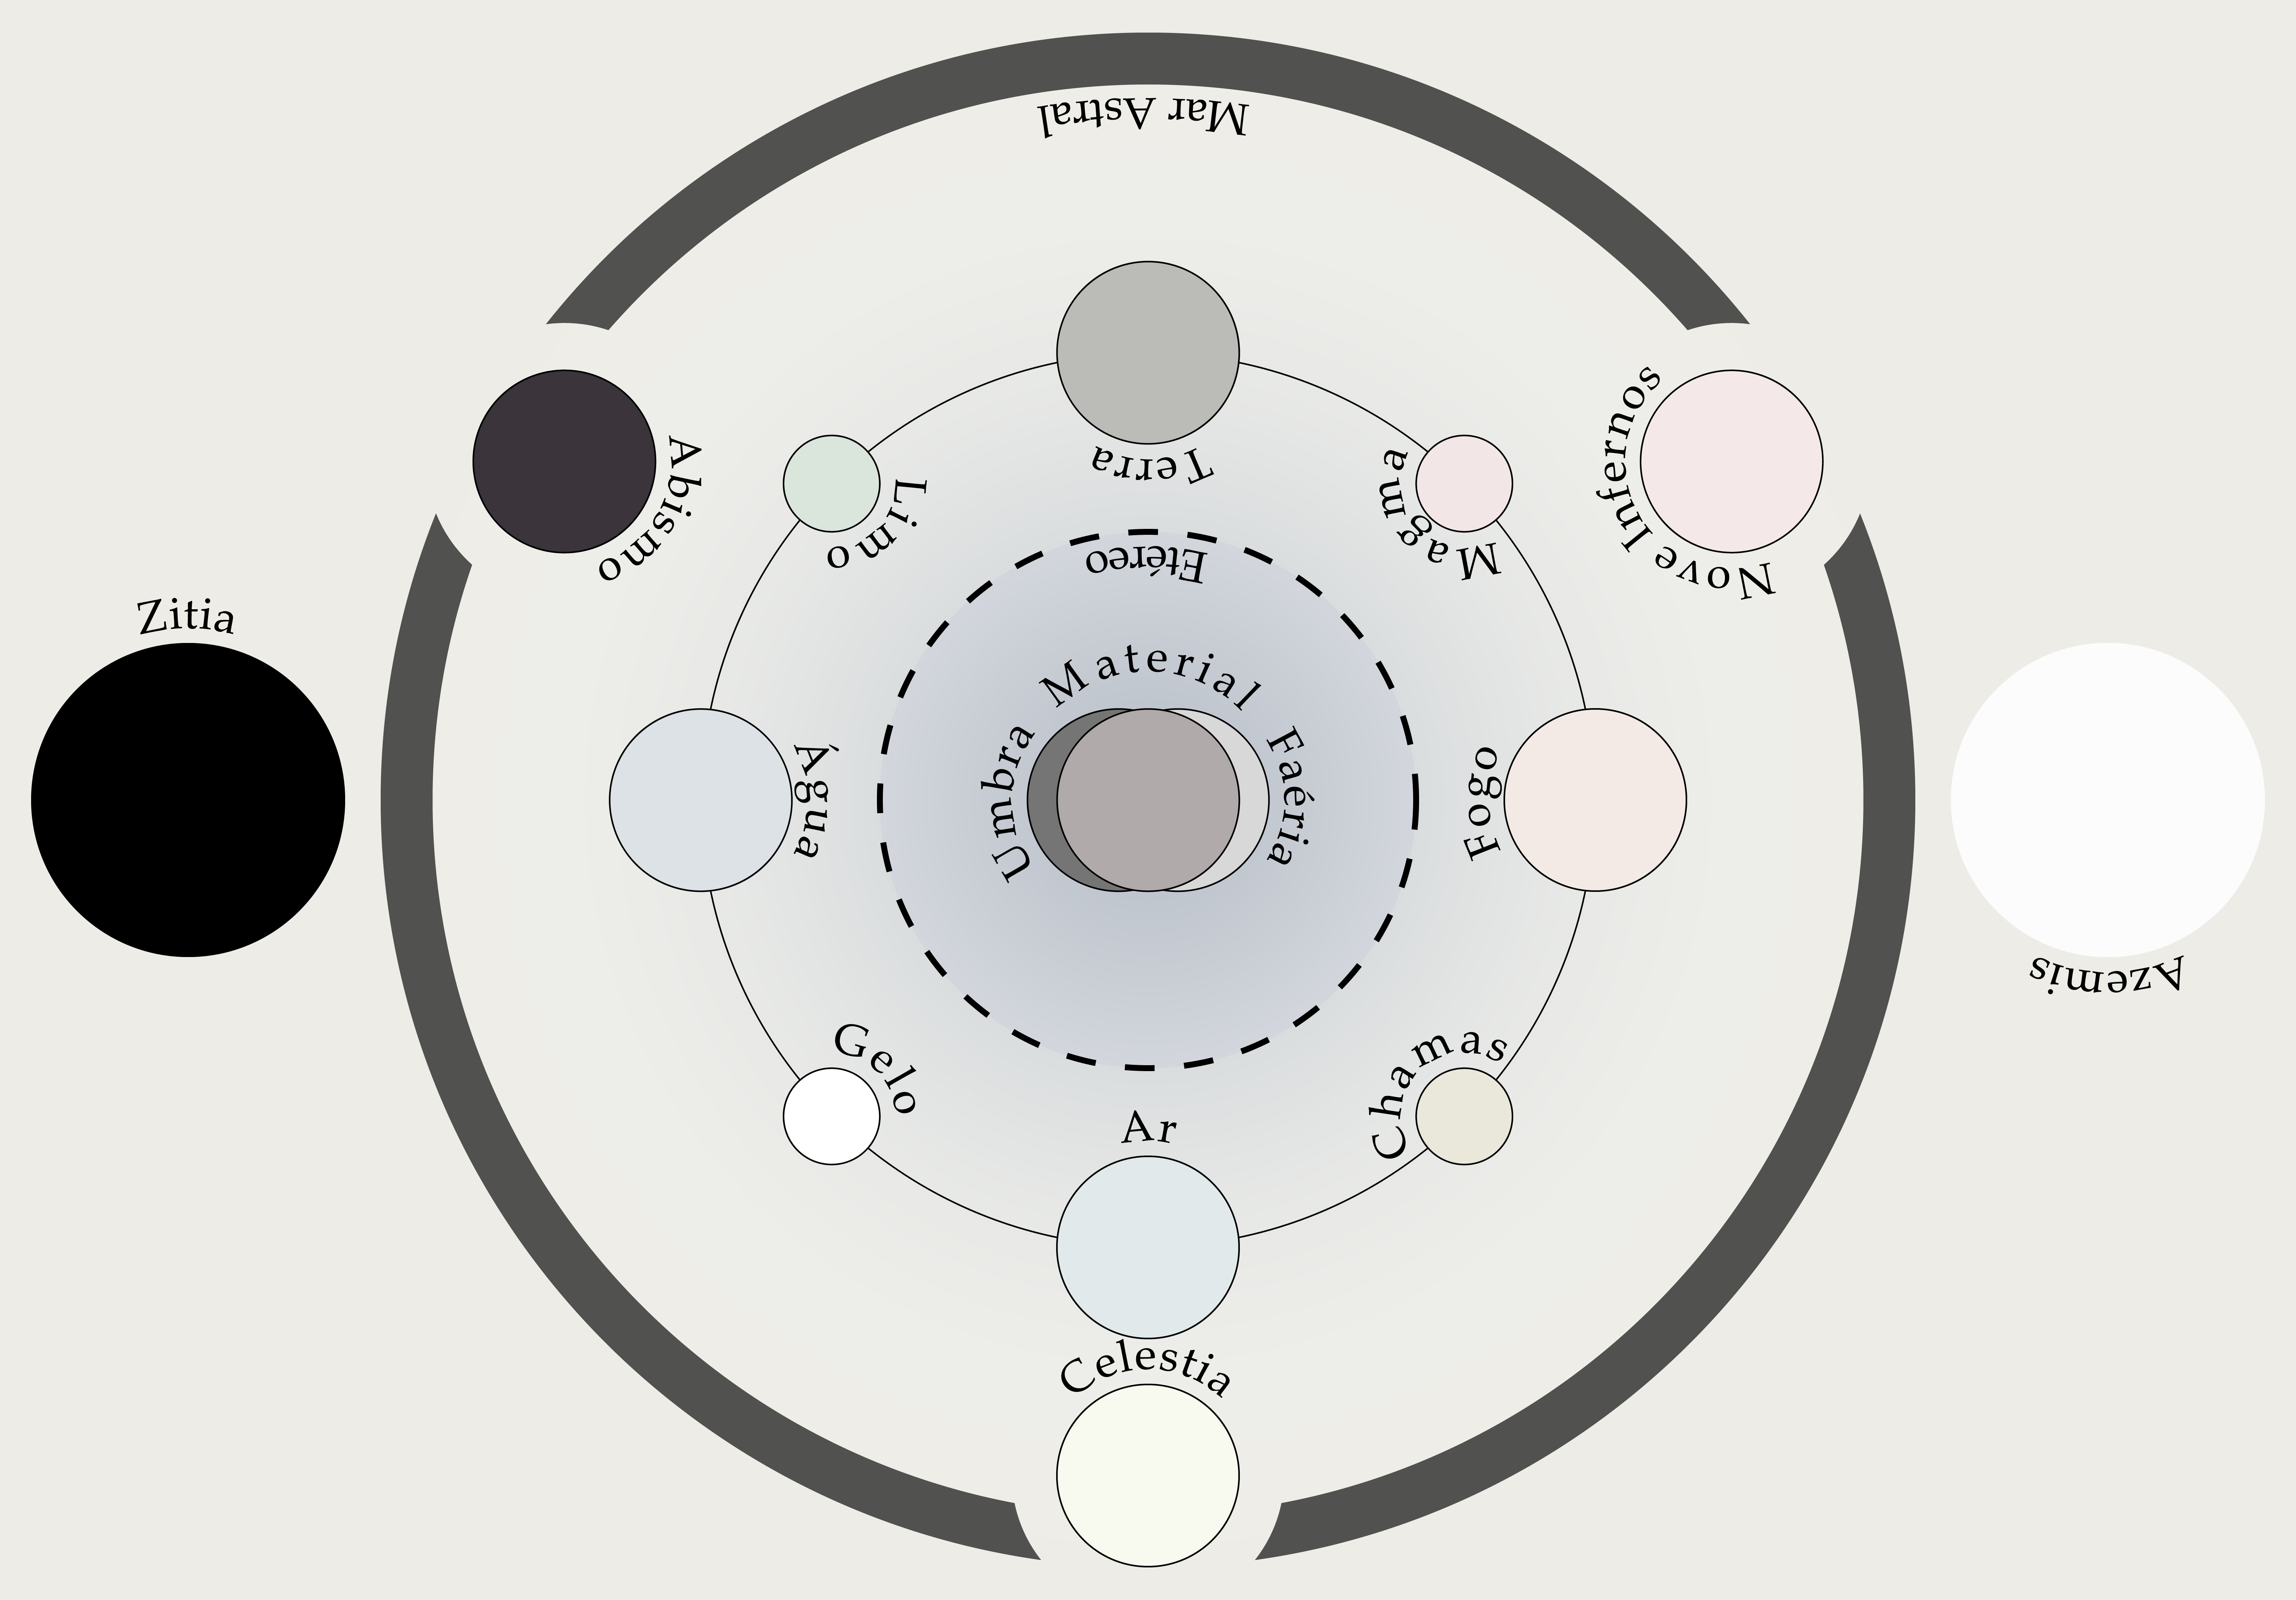 Mar Astral
Terra
Abismo
Limo
Magma
Nove Infernos
Etéreo
Zitia
Material
Umbra
Faéria
Água
Fogo
Azemis
Gelo
Chamas
Ar
Celestia